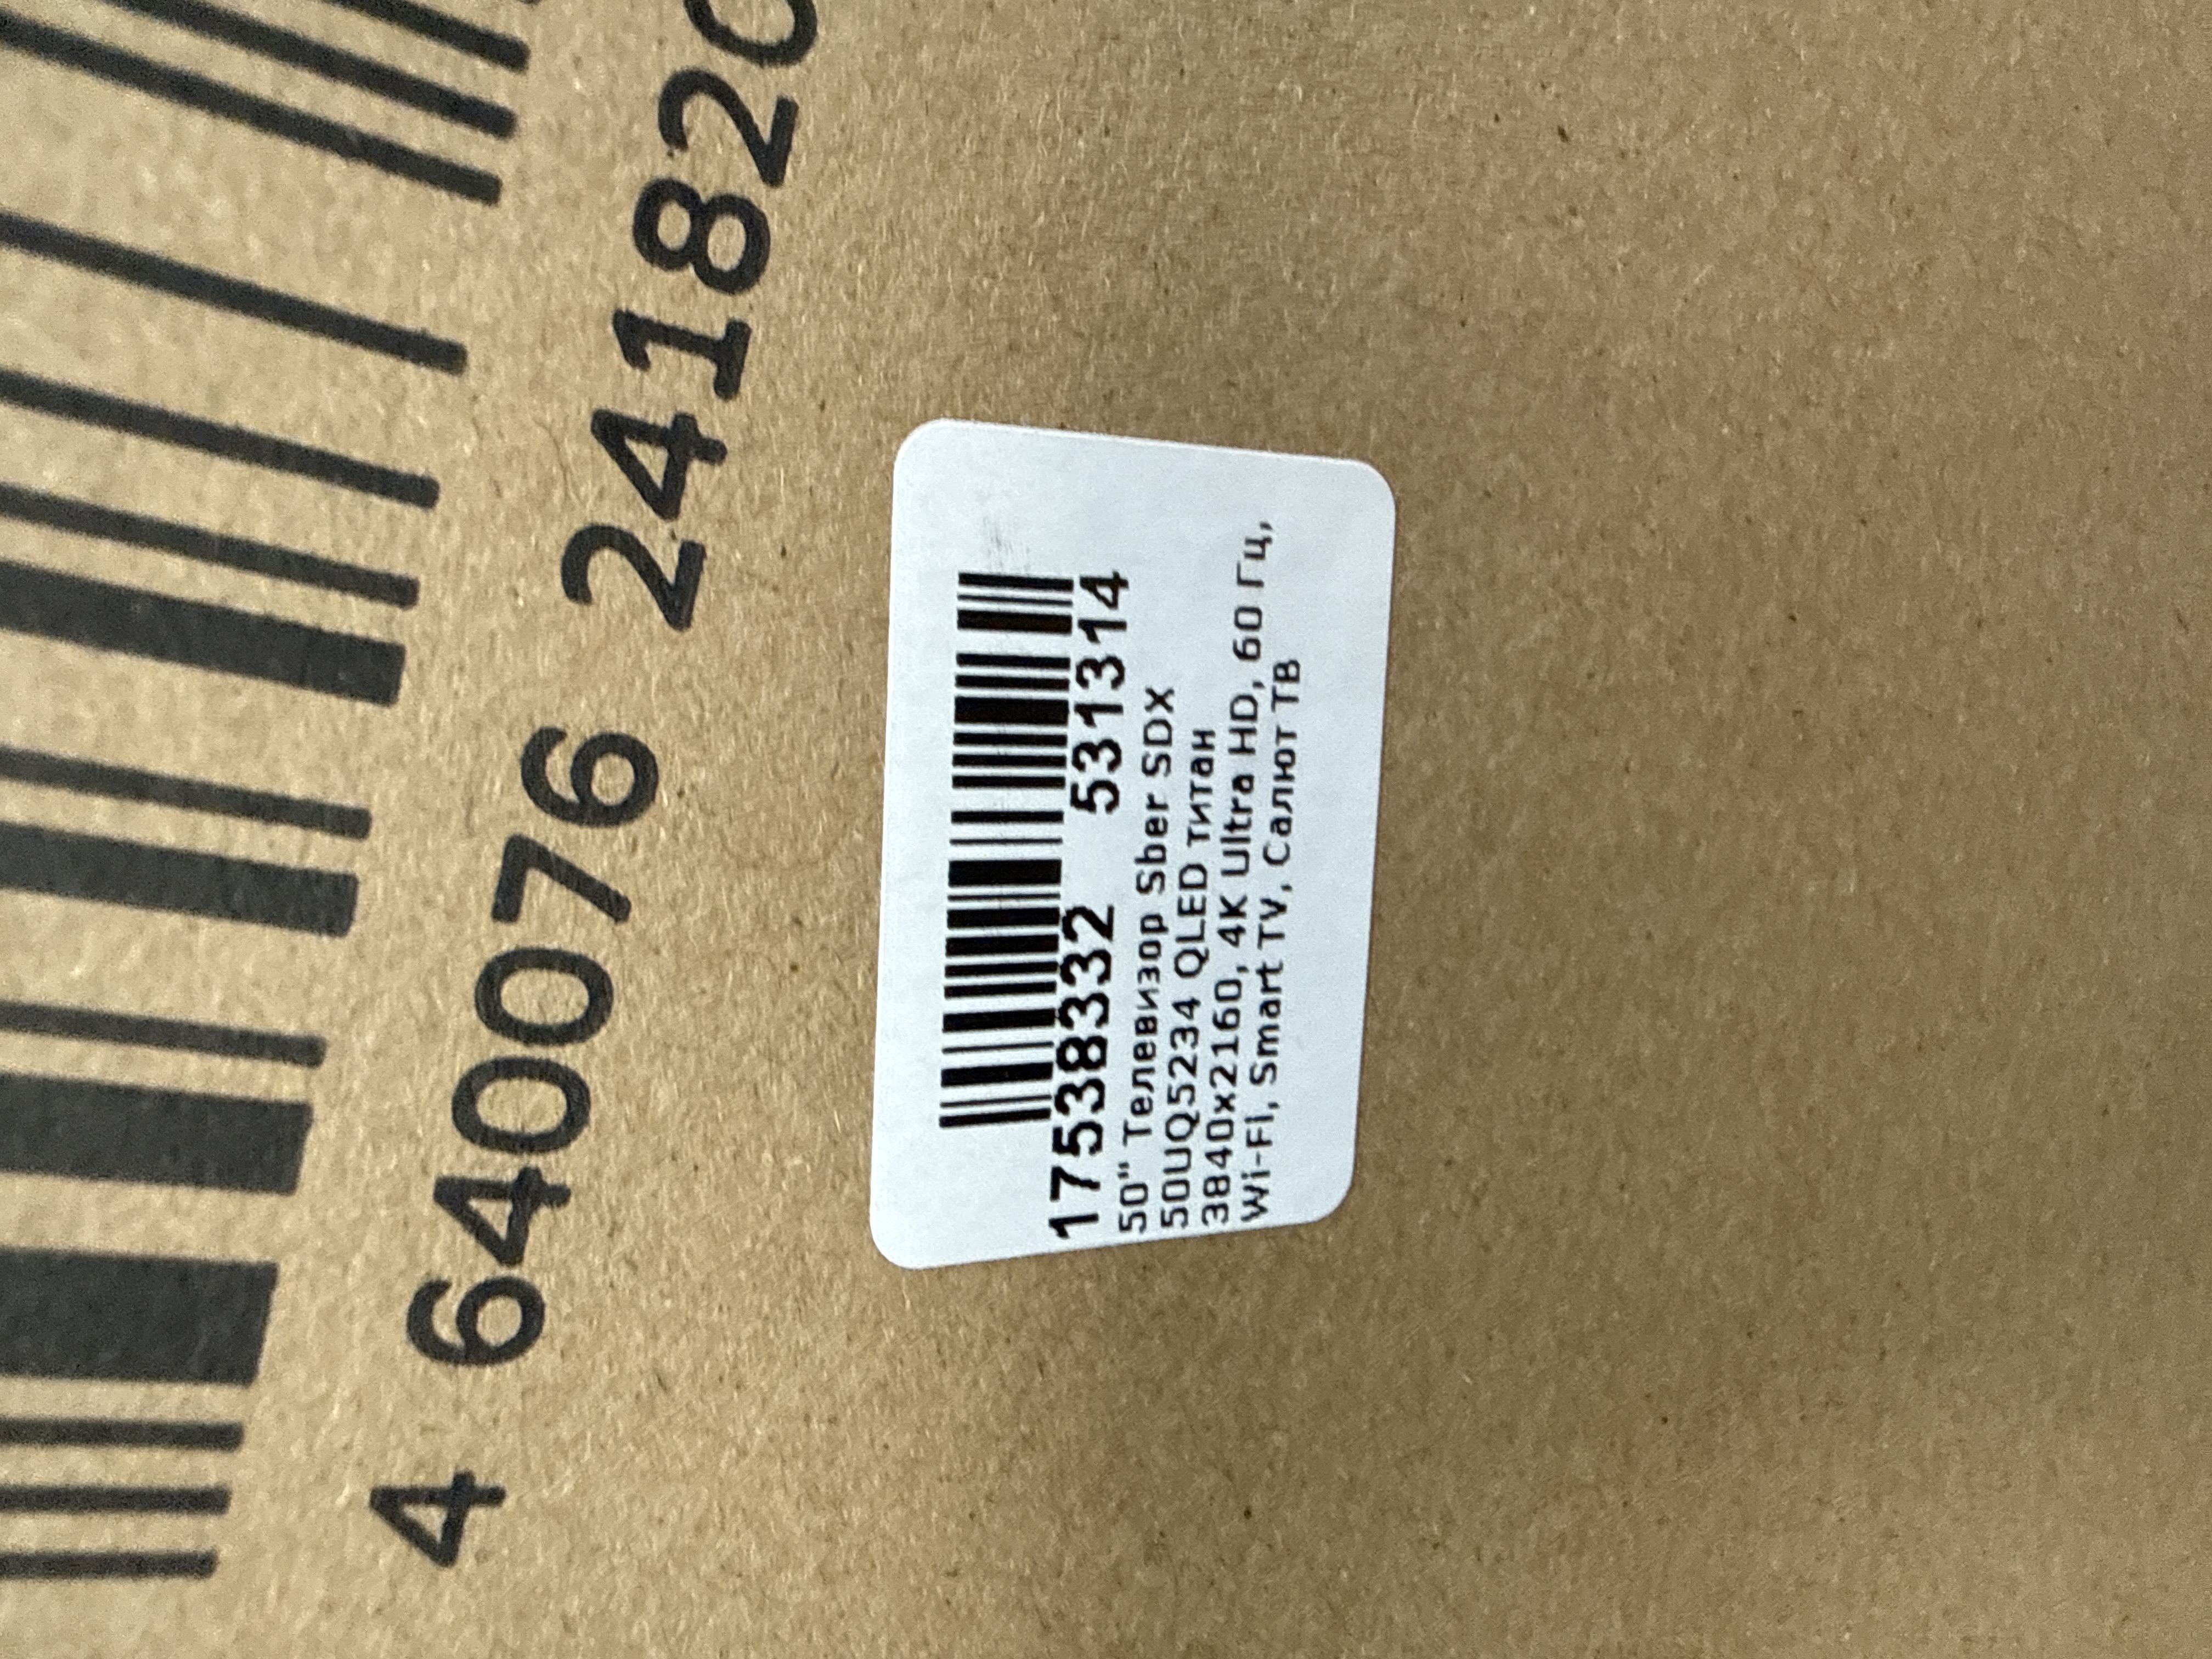 4 640076 24182
17538332 531314
50" Телевизор Sber SDX
50UQ5234 QLED титан
3840x2160, 4K Ultra HD, 60 Гц,
Wi-Fi, Smart TV, Салют ТВ